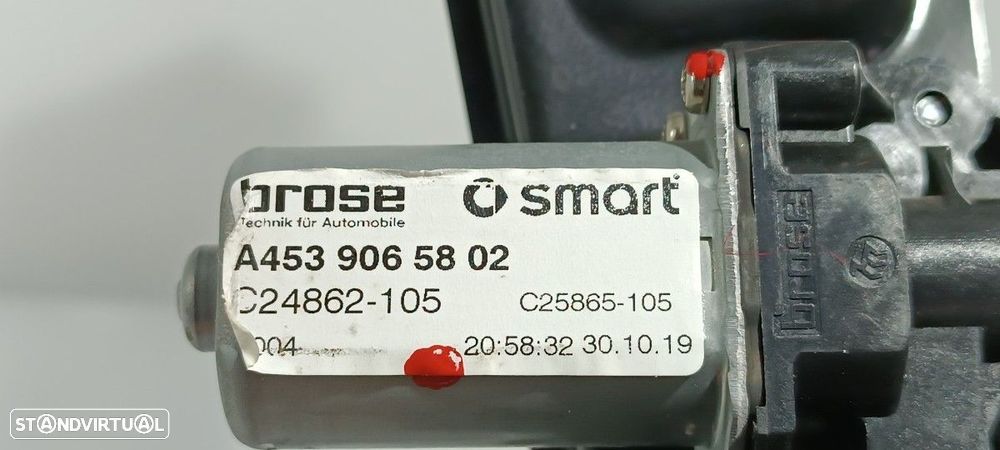 brose smart
Technik für Automobile
A453 906 58 02
C24862-105 C25865-105
004 20:58:32 30.10.19
brose
STANDVIRTUAL